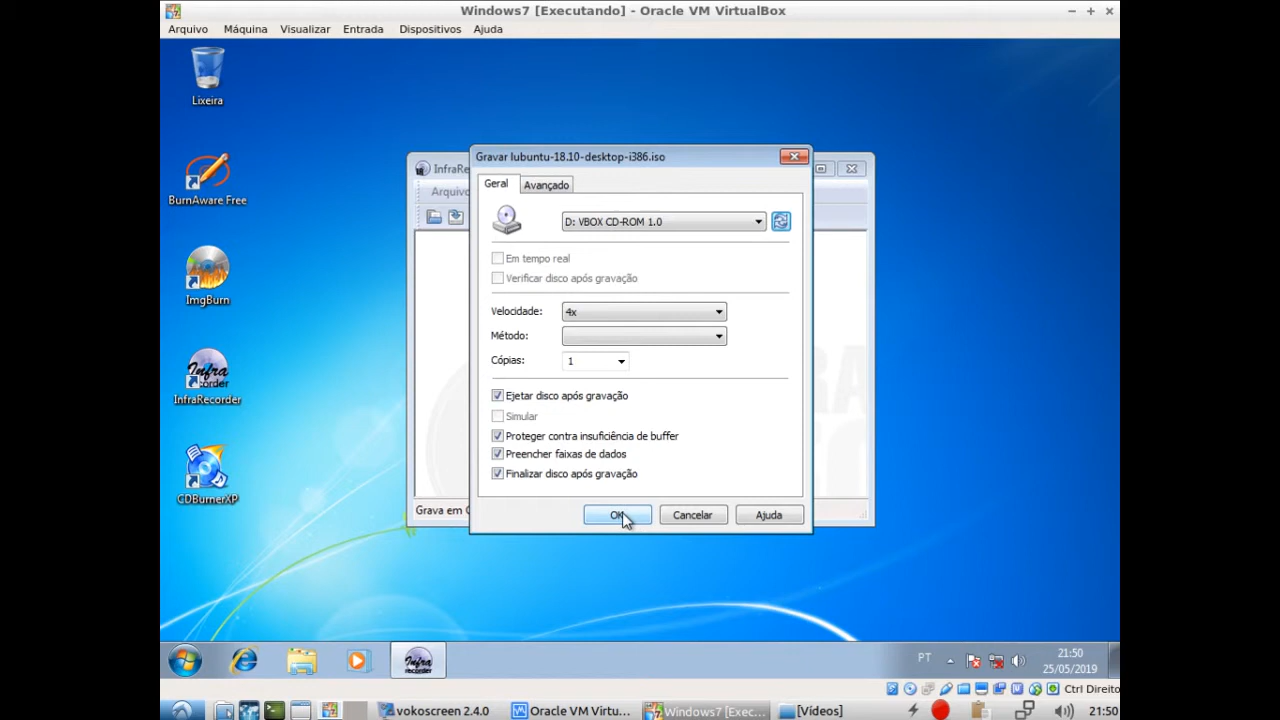 Windows7 [Executando] - Oracle VM VirtualBox
Arquivo Máquina Visualizar Entrada Dispositivos Ajuda
Lixeira
BurnAware Free
ImgBurn
Infra
recorder
InfraRecorder
CDBurnerXP
InfraRe
Arquivo
Gravar lubuntu-18.10-desktop-i386.iso
Geral Avançado
D: VBOX CD-ROM 1.0
Em tempo real
Verificar disco após gravação
Velocidade: 4x
Método:
Cópias: 1
Ejetar disco após gravação
Simular
Proteger contra insuficiência de buffer
Preencher faixas de dados
Finalizar disco após gravação
OK Cancelar Ajuda
Grava em
Infra
recorder
PT
21:50
25/05/2019
Ctrl Direito
vokoscreen 2.4.0 Oracle VM Virtu... Windows7 [Exec... [Vídeos] 21:50